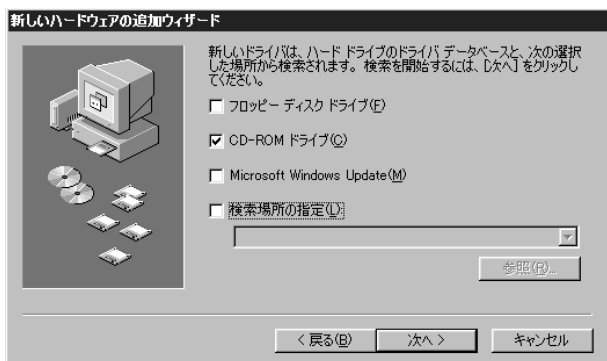 新しいハードウェアの追加ウィザード
新しいドライバは、ハード ドライブのドライバ データベースと、次の選択
した場所から検索されます。 検索を開始するには、[次へ] をクリックし
てください。
フロッピー ディスク ドライブ(F)
CD-ROM ドライブ(C)
Microsoft Windows Update(M)
検索場所の指定(L):
参照(R)...
< 戻る(B)
次へ >
キャンセル